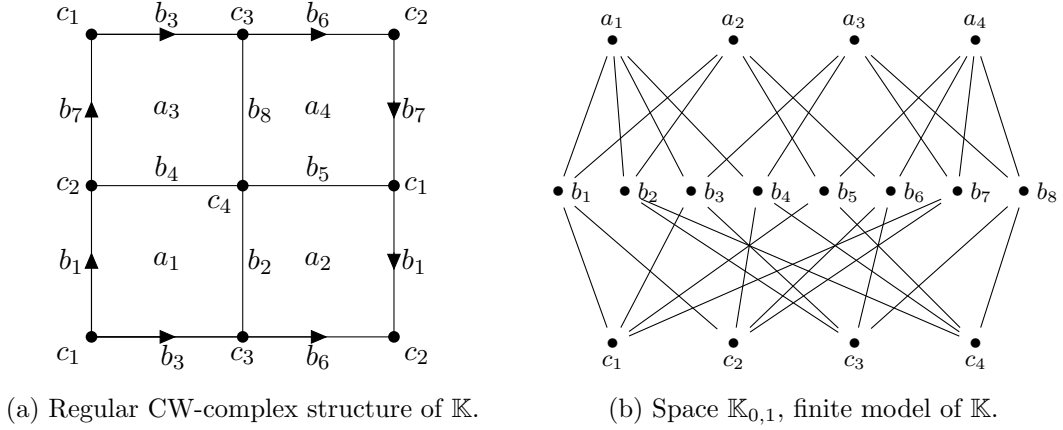 c₁ b₃ c₃ b₆ c₂
b₇ a₃ b₈ a₄ b₇
c₂ b₄ c₄ b₅ c₁
b₁ a₁ b₂ a₂ b₁
c₁ b₃ c₃ b₆ c₂
(a) Regular CW-complex structure of 𝕂.
a₁ a₂ a₃ a₄
b₁ b₂ b₃ b₄ b₅ b₆ b₇ b₈
c₁ c₂ c₃ c₄
(b) Space 𝕂₀,₁, finite model of 𝕂.